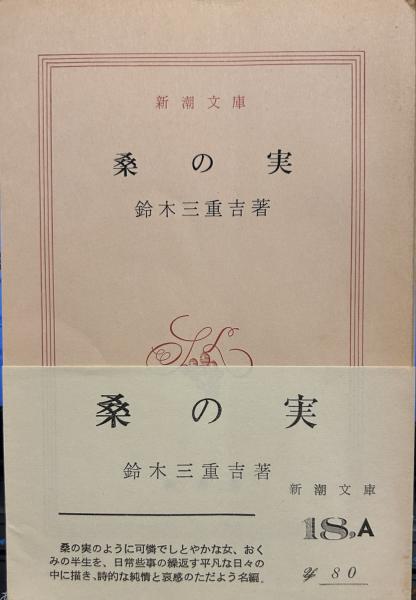 新潮文庫
桑の実
鈴木三重吉著
桑の実
鈴木三重吉著
新潮文庫
18,A
桑の実のように可憐でしとやかな女、おく
みの半生を、日常些事の繰返す平凡な日々の
中に描き、詩的な純情と哀感のただよう名編。
¥ 80